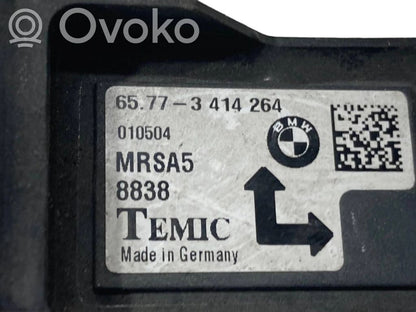 Ovoko
65.77-3 414 264
010504
BMW
MRSA5
8838
TEMIC
Made in Germany